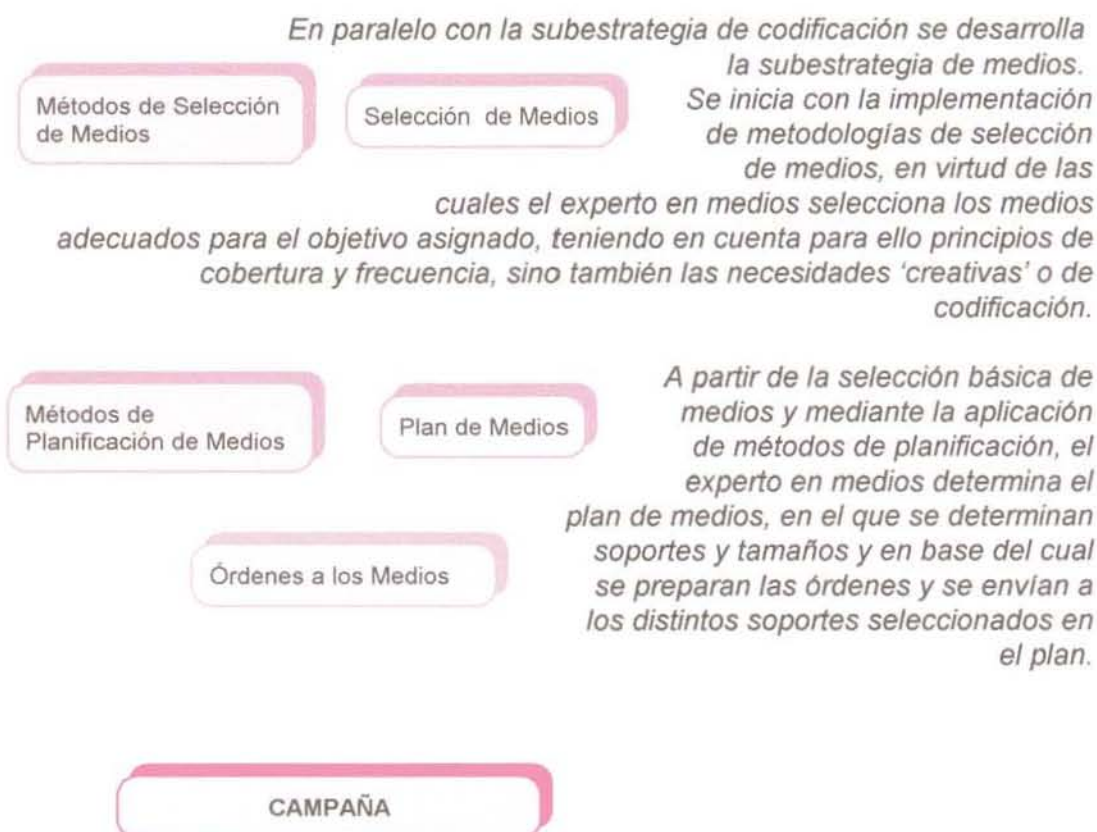 En paralelo con la subestrategia de codificación se desarrolla
la subestrategia de medios.
Métodos de Selección
de Medios
Selección de Medios
Se inicia con la implementación
de metodologías de selección
de medios, en virtud de las
cuales el experto en medios selecciona los medios
adecuados para el objetivo asignado, teniendo en cuenta para ello principios de
cobertura y frecuencia, sino también las necesidades 'creativas' o de
codificación.
Métodos de
Planificación de Medios
Plan de Medios
A partir de la selección básica de
medios y mediante la aplicación
de métodos de planificación, el
experto en medios determina el
plan de medios, en el que se determinan
soportes y tamaños y en base del cual
se preparan las órdenes y se envían a
los distintos soportes seleccionados en
el plan.
Órdenes a los Medios
CAMPAÑA